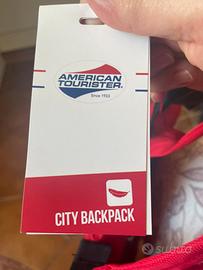 AMERICAN
TOURISTER®
Since 1933
CITY BACKPACK
subito